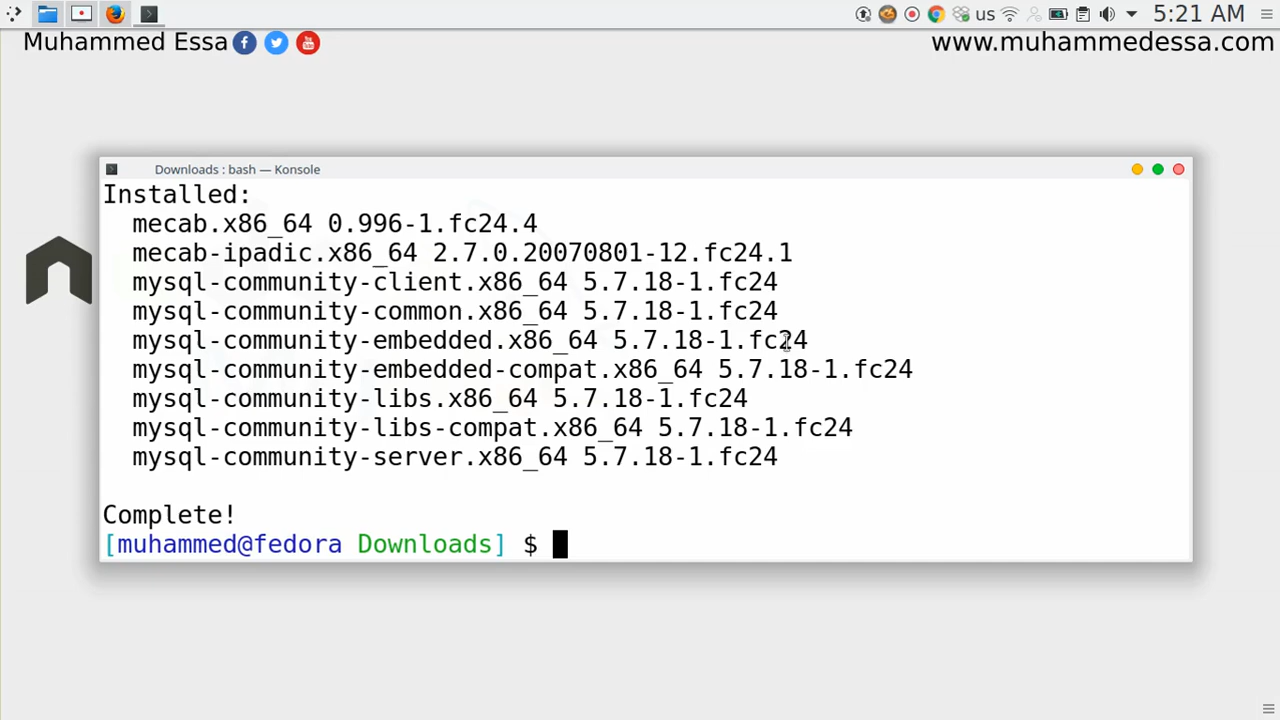 us 5:21 AM
Muhammed Essa www.muhammedessa.com
Downloads : bash — Konsole
Installed:
mecab.x86_64 0.996-1.fc24.4
mecab-ipadic.x86_64 2.7.0.20070801-12.fc24.1
mysql-community-client.x86_64 5.7.18-1.fc24
mysql-community-common.x86_64 5.7.18-1.fc24
mysql-community-embedded.x86_64 5.7.18-1.fc24
mysql-community-embedded-compat.x86_64 5.7.18-1.fc24
mysql-community-libs.x86_64 5.7.18-1.fc24
mysql-community-libs-compat.x86_64 5.7.18-1.fc24
mysql-community-server.x86_64 5.7.18-1.fc24
Complete!
[muhammed@fedora Downloads] $